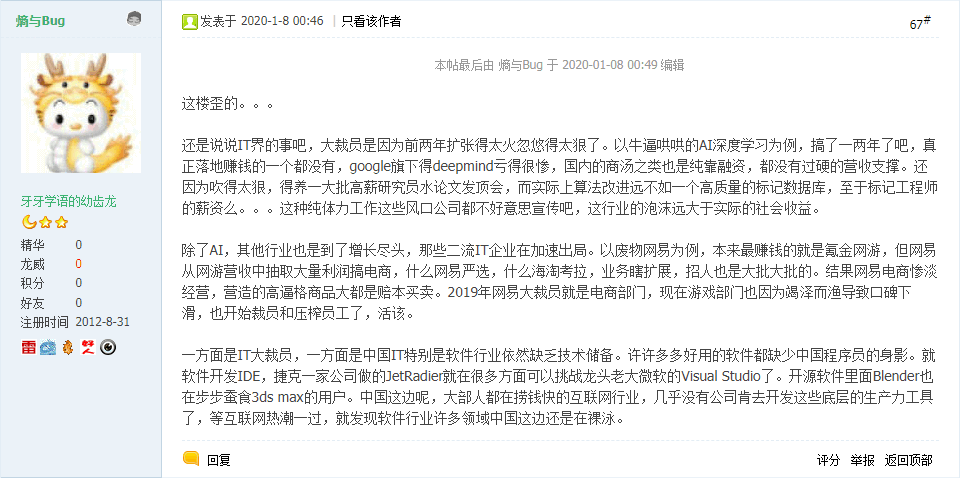 熵与Bug
发表于 2020-1-8 00:46 | 只看该作者
67#
本帖最后由 熵与Bug 于 2020-01-08 00:49 编辑
这楼歪的。。。
还是说说IT界的事吧，大裁员是因为前两年扩张得太火忽悠得太狠了。以牛逼哄哄的AI深度学习为例，搞了一两年了吧，真
正落地赚钱的一个都没有，google旗下得deepmind亏得很惨，国内的商汤之类也是纯靠融资，都没有过硬的营收支撑。还
因为吹得太狠，得养一大批高薪研究员水论文发顶会，而实际上算法改进远不如一个高质量的标记数据库，至于标记工程师
的薪资么。。。这种纯体力工作这些风口公司都不好意思宣传吧，这行业的泡沫远大于实际的社会收益。
除了AI，其他行业也是到了增长尽头，那些二流IT企业在加速出局。以废物网易为例，本来最赚钱的就是氪金网游，但网易
从网游营收中抽取大量利润搞电商，什么网易严选，什么海淘考拉，业务瞎扩展，招人也是大批大批的。结果网易电商惨淡
经营，营造的高逼格商品大都是赔本买卖。2019年网易大裁员就是电商部门，现在游戏部门也因为竭泽而渔导致口碑下
滑，也开始裁员和压榨员工了，活该。
一方面是IT大裁员，一方面是中国IT特别是软件行业依然缺乏技术储备。许许多多好用的软件都缺少中国程序员的身影。就
软件开发IDE，捷克一家公司做的JetRadier就在很多方面可以挑战龙头老大微软的Visual Studio了。开源软件里面Blender也
在步步蚕食3ds max的用户。中国这边呢，大部人都在捞钱快的互联网行业，几乎没有公司肯去开发这些底层的生产力工具
了，等互联网热潮一过，就发现软件行业许多领域中国这边还是在裸泳。
牙牙学语的幼齿龙
精华 0
龙威 0
积分 0
好友 0
注册时间 2012-8-31
雷
回复
评分 举报 返回顶部